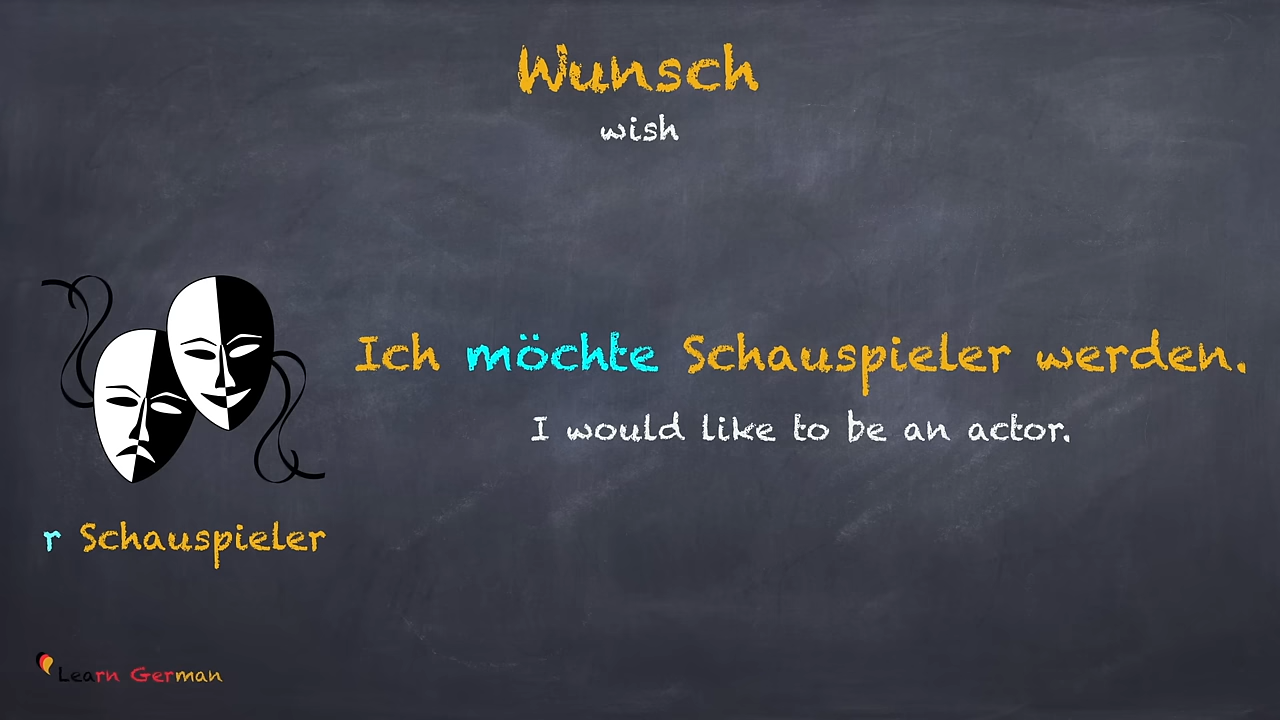 Wunsch
wish
Ich möchte Schauspieler werden.
I would like to be an actor.
r Schauspieler
Learn German